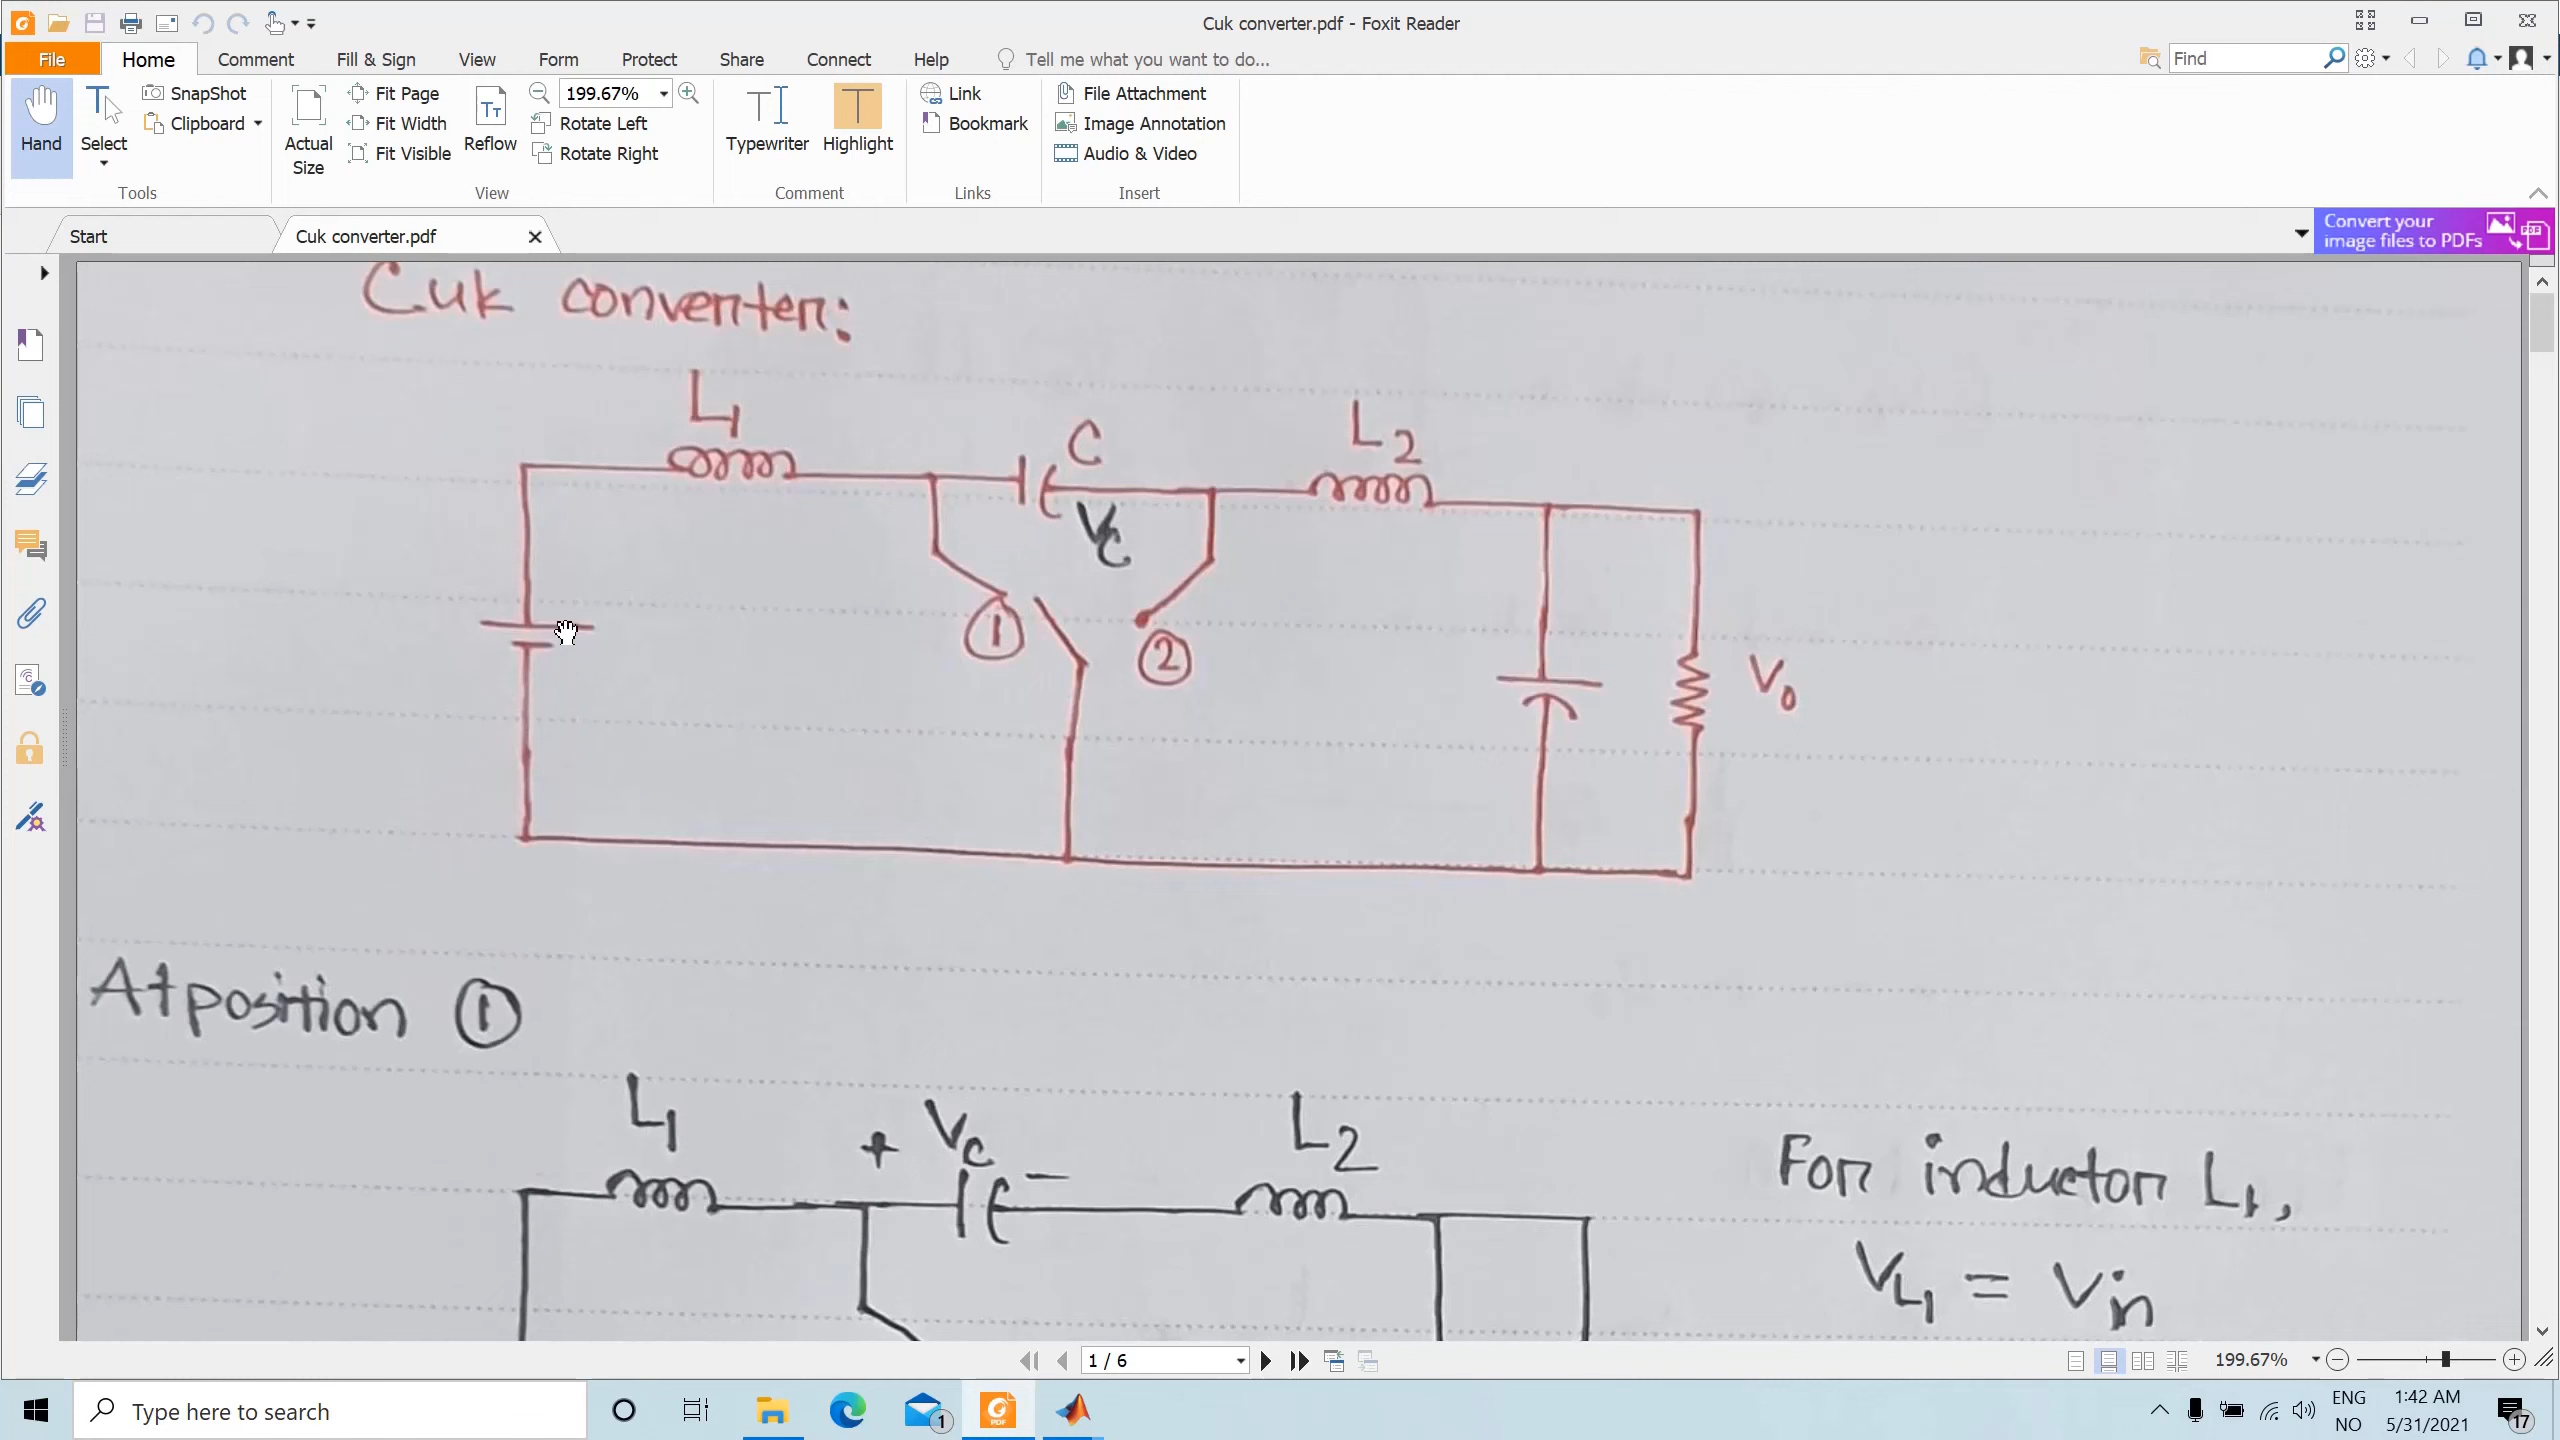 Cuk converter.pdf - Foxit Reader
File Home Comment Fill & Sign View Form Protect Share Connect Help Tell me what you want to do... Find
Hand
Select
SnapShot
Clipboard
Tools
Actual
Size
Fit Page
Fit Width
Fit Visible
Reflow
199.67%
Rotate Left
Rotate Right
View
Typewriter
Highlight
Comment
Link
Bookmark
Links
File Attachment
Image Annotation
Audio & Video
Insert
Start
Cuk converter.pdf
Convert your
image files to PDFs
Cuk converter:
L1
C
L2
Vc
1
2
V0
At position 1
L1
+ Vc -
L2
For inductor L1,
VL1 = Vin
1 / 6
199.67%
Type here to search
1
PDF
ENG
NO
1:42 AM
5/31/2021
17